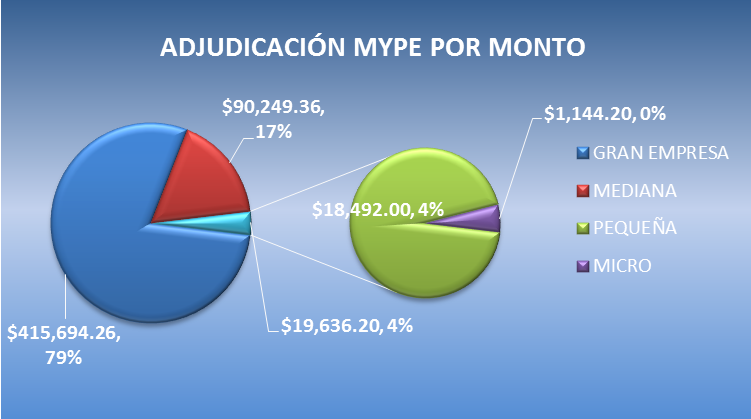 ADJUDICACIÓN MYPE POR MONTO
$90,249.36,
17%
$1,144.20, 0%
GRAN EMPRESA
MEDIANA
$18,492.00, 4%
PEQUEÑA
MICRO
$415,694.26,
79%
$19,636.20, 4%